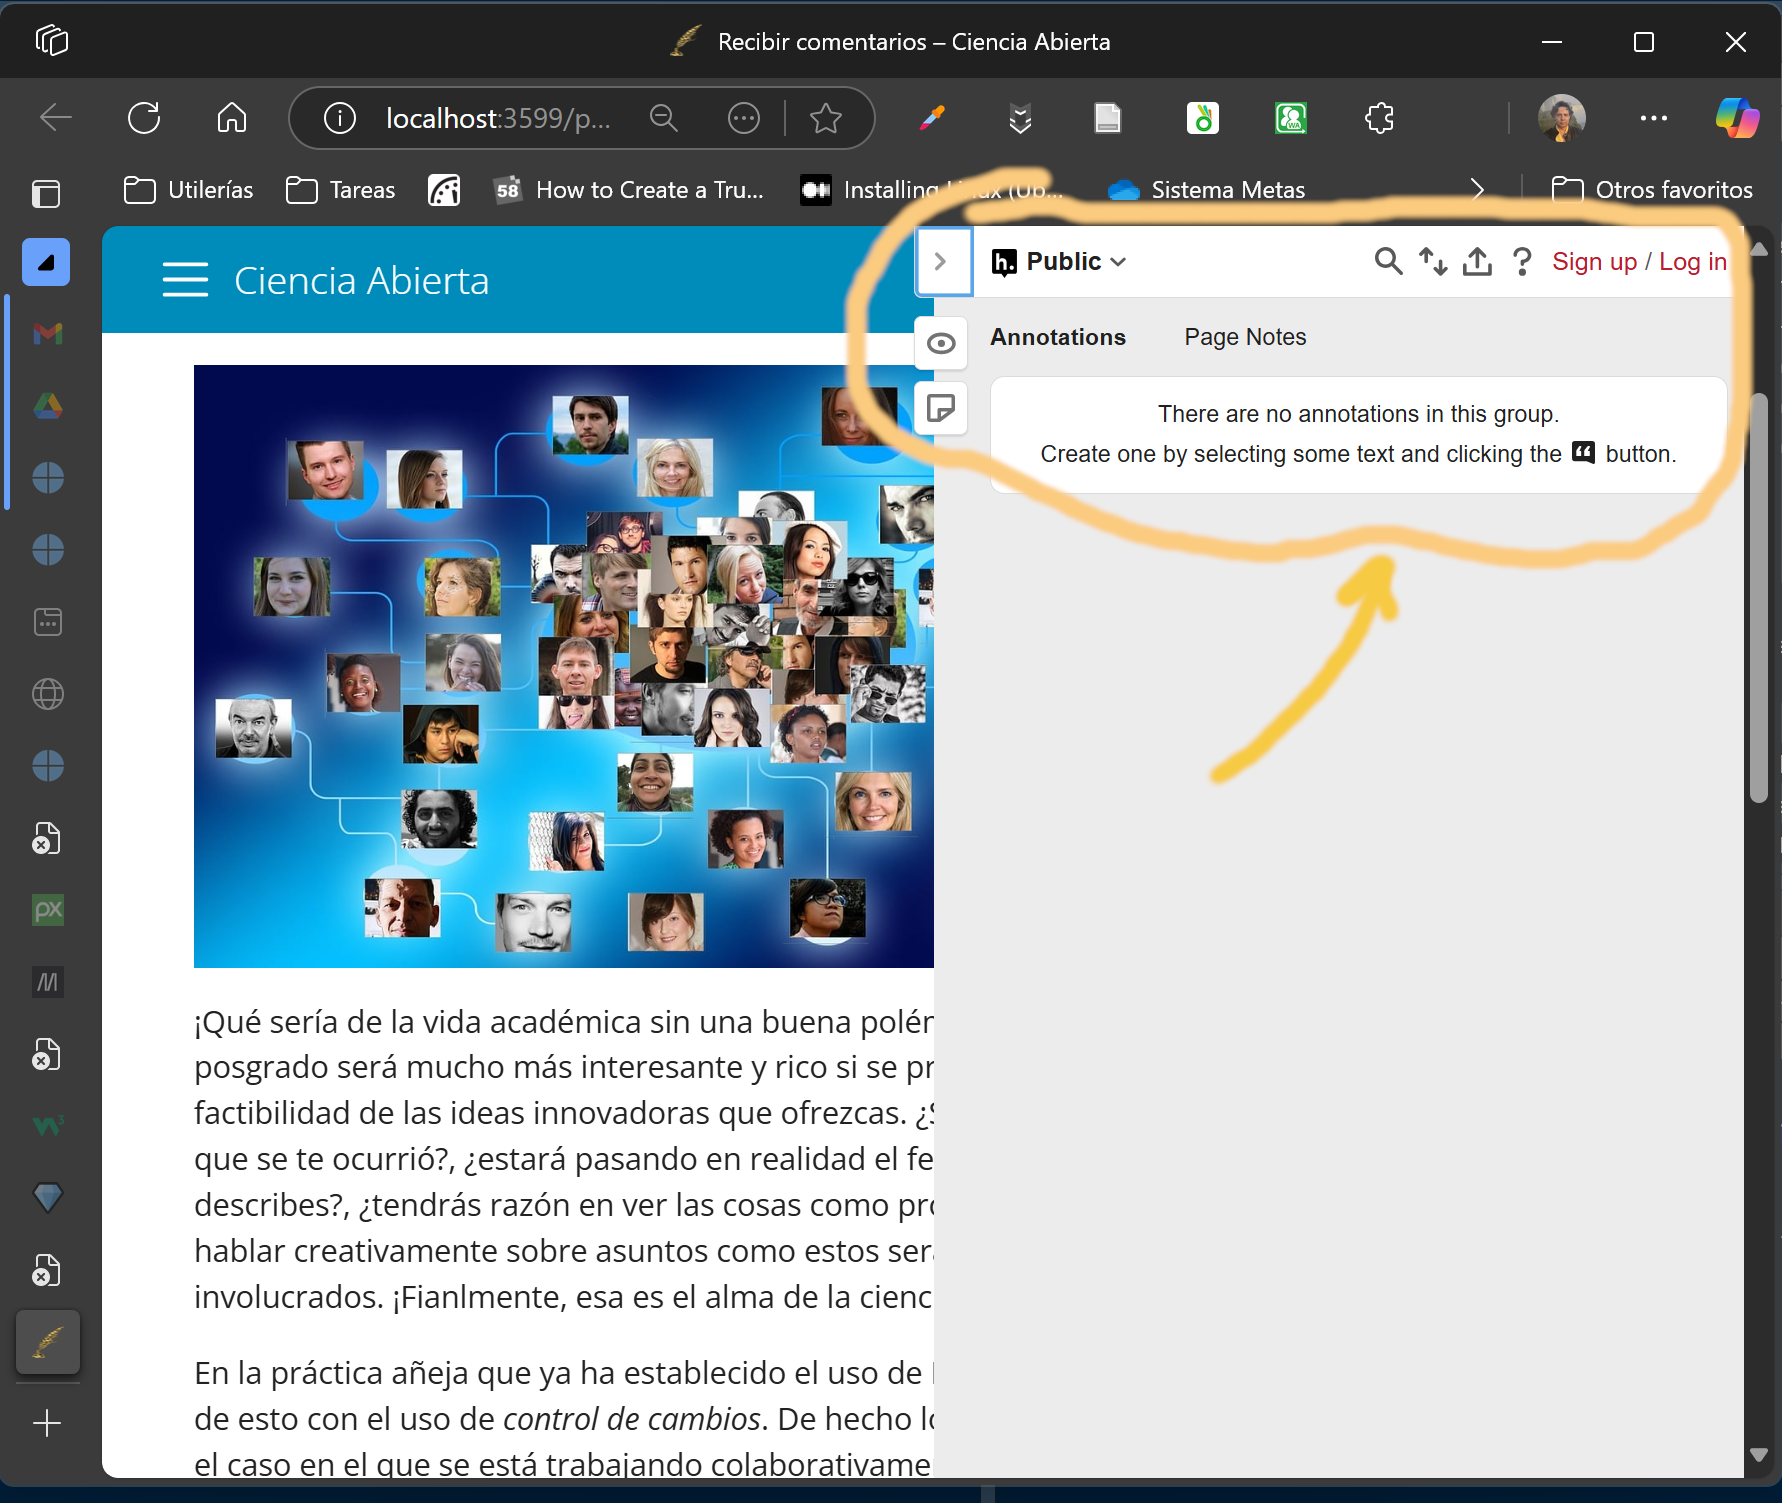 Recibir comentarios – Ciencia Abierta
localhost:3599/p...
Utilerías
Tareas
58 How to Create a Tru...
Installing Linux (Ub...
Sistema Metas
Otros favoritos
Ciencia Abierta
h. Public
Sign up / Log in
Annotations
Page Notes
There are no annotations in this group.
Create one by selecting some text and clicking the button.
¡Qué sería de la vida académica sin una buena polém
posgrado será mucho más interesante y rico si se pr
factibilidad de las ideas innovadoras que ofrezcas. ¿S
que se te ocurrió?, ¿estará pasando en realidad el fe
describes?, ¿tendrás razón en ver las cosas como pro
hablar creativamente sobre asuntos como estos será
involucrados. ¡Fianlmente, esa es el alma de la cienc
En la práctica añeja que ya ha establecido el uso de
de esto con el uso de control de cambios. De hecho lo
el caso en el que se está trabajando colaborativame
px
WA